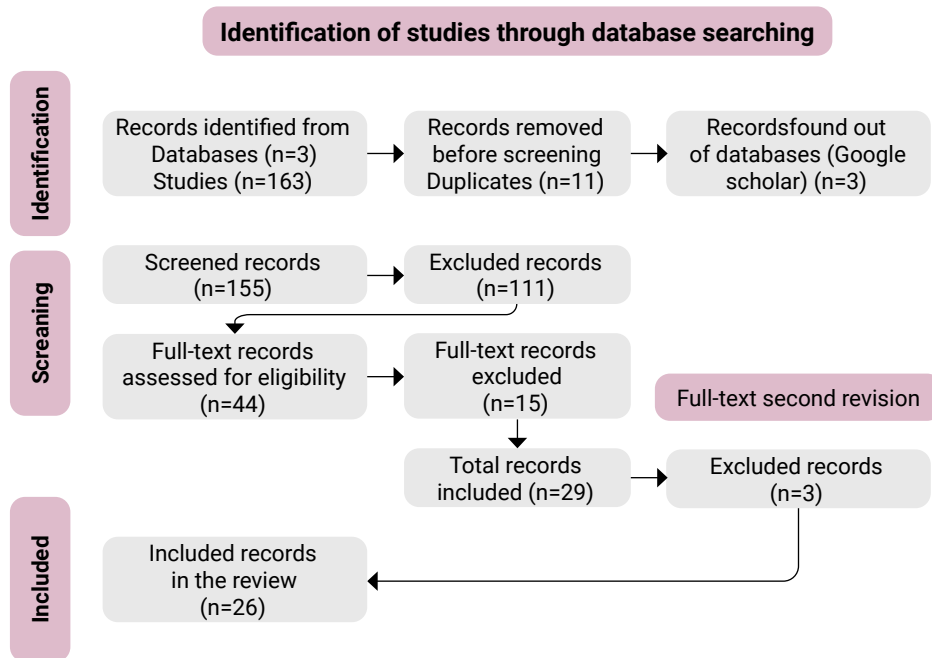 Identification of studies through database searching
Identification
Records identified from
Databases (n=3)
Studies (n=163)
Records removed
before screening
Duplicates (n=11)
Recordsfound out
of databases (Google
scholar) (n=3)
Screaning
Screened records
(n=155)
Excluded records
(n=111)
Full-text records
assessed for eligibility
(n=44)
Full-text records
excluded
(n=15)
Full-text second revision
Total records
included (n=29)
Excluded records
(n=3)
Included
Included records
in the review
(n=26)